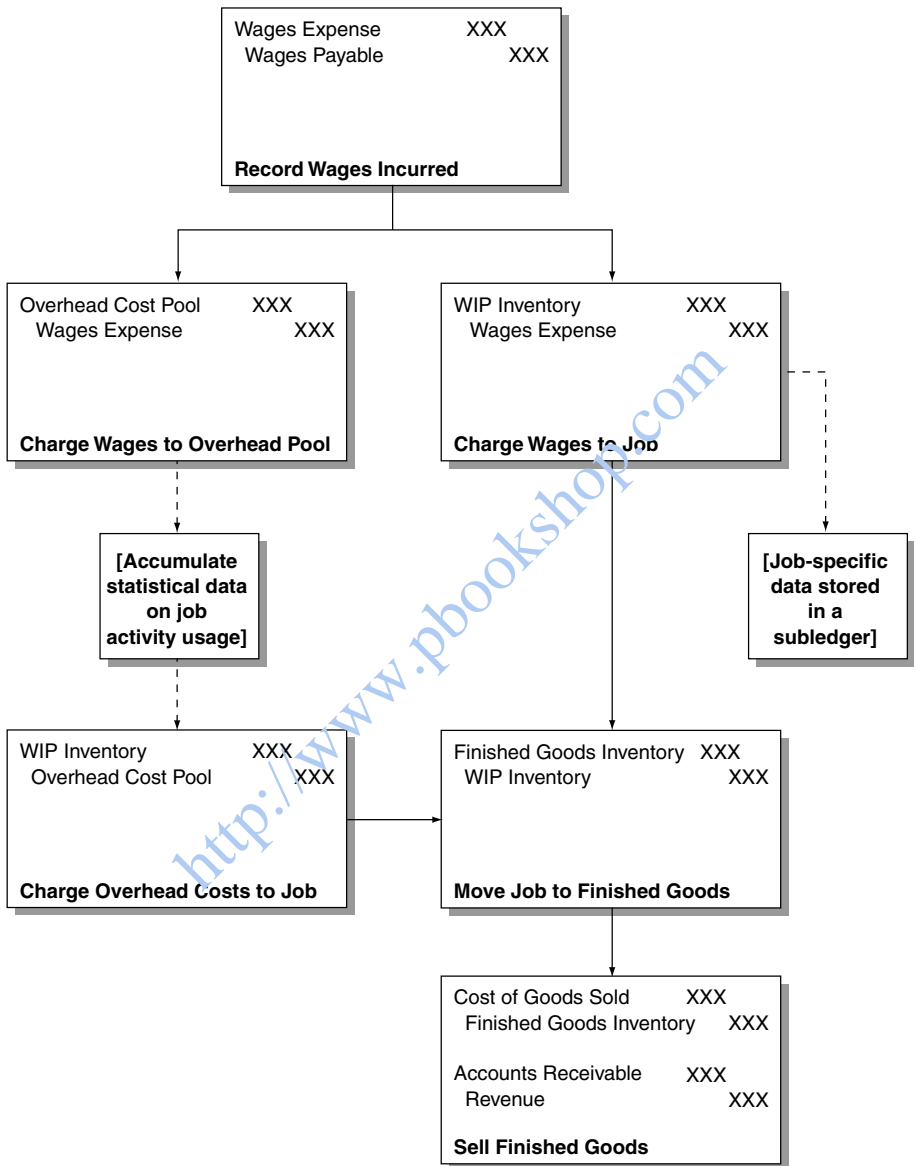 Wages Expense XXX
Wages Payable XXX
Record Wages Incurred
Overhead Cost Pool XXX
Wages Expense XXX
Charge Wages to Overhead Pool
WIP Inventory XXX
Wages Expense XXX
Charge Wages to Job
[Accumulate
statistical data
on job
activity usage]
[Job-specific
data stored
in a
subledger]
WIP Inventory XXX
Overhead Cost Pool XXX
Charge Overhead Costs to Job
Finished Goods Inventory XXX
WIP Inventory XXX
Move Job to Finished Goods
Cost of Goods Sold XXX
Finished Goods Inventory XXX
Accounts Receivable XXX
Revenue XXX
Sell Finished Goods
http://www.pbookshop.com